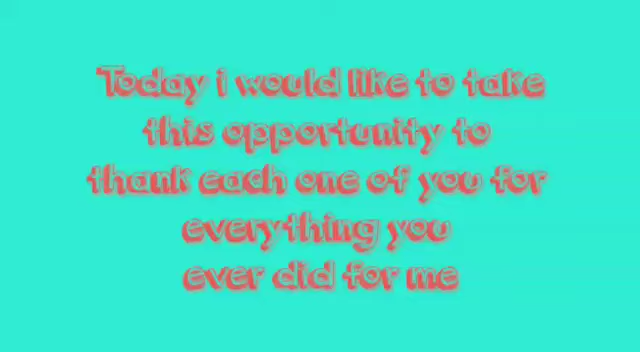 Today i would like to take
this opportunity to
thank each one of you for
everything you
ever did for me